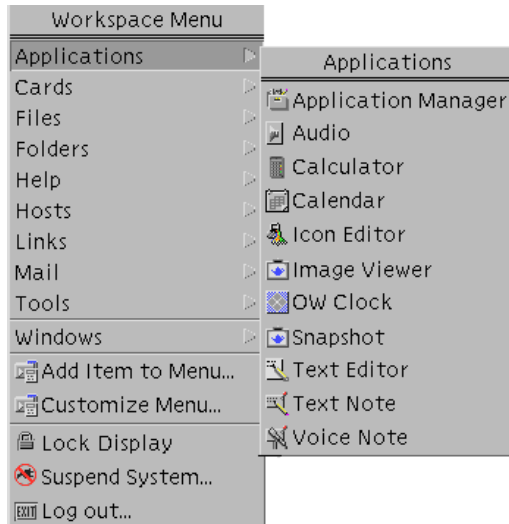 Workspace Menu
Applications
Cards
Files
Folders
Help
Hosts
Links
Mail
Tools
Windows
Add Item to Menu...
Customize Menu...
Lock Display
Suspend System...
EXIT Log out...
Applications
Application Manager
Audio
Calculator
Calendar
Icon Editor
Image Viewer
OW Clock
Snapshot
Text Editor
Text Note
Voice Note